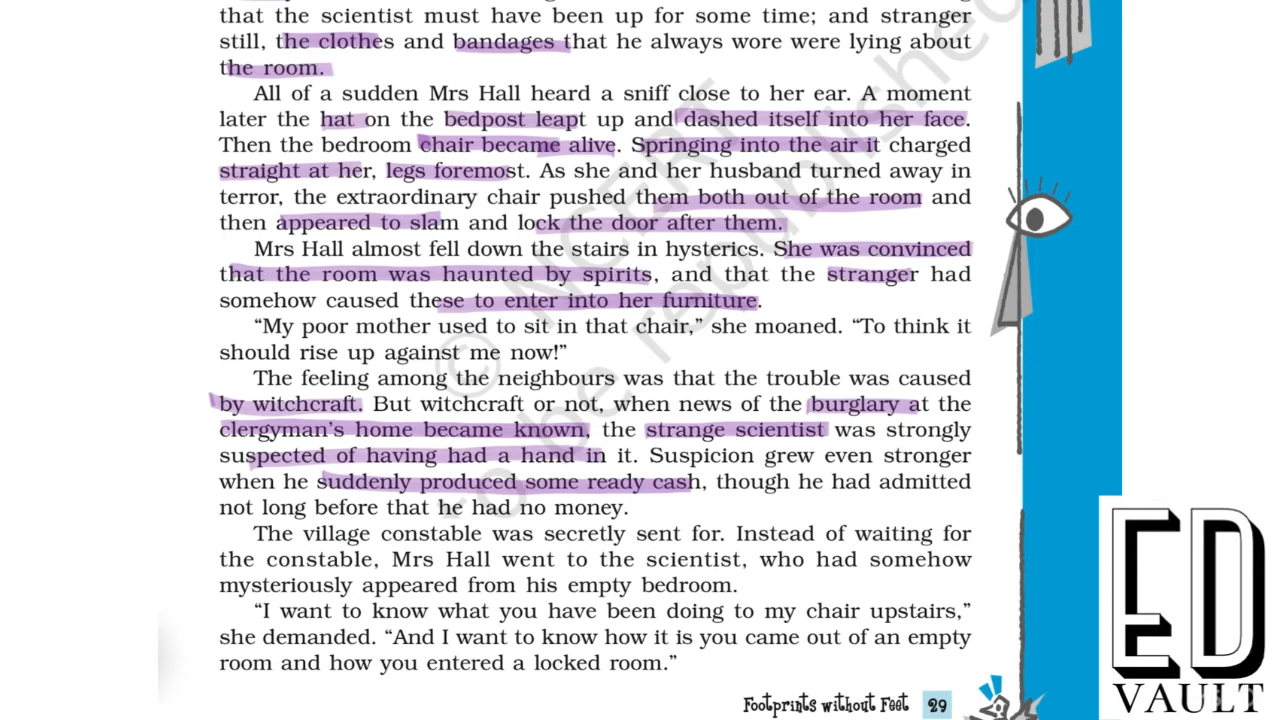 that the scientist must have been up for some time; and stranger
still, the clothes and bandages that he always wore were lying about
the room.
All of a sudden Mrs Hall heard a sniff close to her ear. A moment
later the hat on the bedpost leapt up and dashed itself into her face.
Then the bedroom chair became alive. Springing into the air it charged
straight at her, legs foremost. As she and her husband turned away in
terror, the extraordinary chair pushed them both out of the room and
then appeared to slam and lock the door after them.
Mrs Hall almost fell down the stairs in hysterics. She was convinced
that the room was haunted by spirits, and that the stranger had
somehow caused these to enter into her furniture.
“My poor mother used to sit in that chair,” she moaned. “To think it
should rise up against me now!”
The feeling among the neighbours was that the trouble was caused
by witchcraft. But witchcraft or not, when news of the burglary at the
clergyman’s home became known, the strange scientist was strongly
suspected of having had a hand in it. Suspicion grew even stronger
when he suddenly produced some ready cash, though he had admitted
not long before that he had no money.
The village constable was secretly sent for. Instead of waiting for
the constable, Mrs Hall went to the scientist, who had somehow
mysteriously appeared from his empty bedroom.
“I want to know what you have been doing to my chair upstairs,”
she demanded. “And I want to know how it is you came out of an empty
room and how you entered a locked room.”
Footprints without Feet 29
© NCERT
to be republished
ED
VAULT